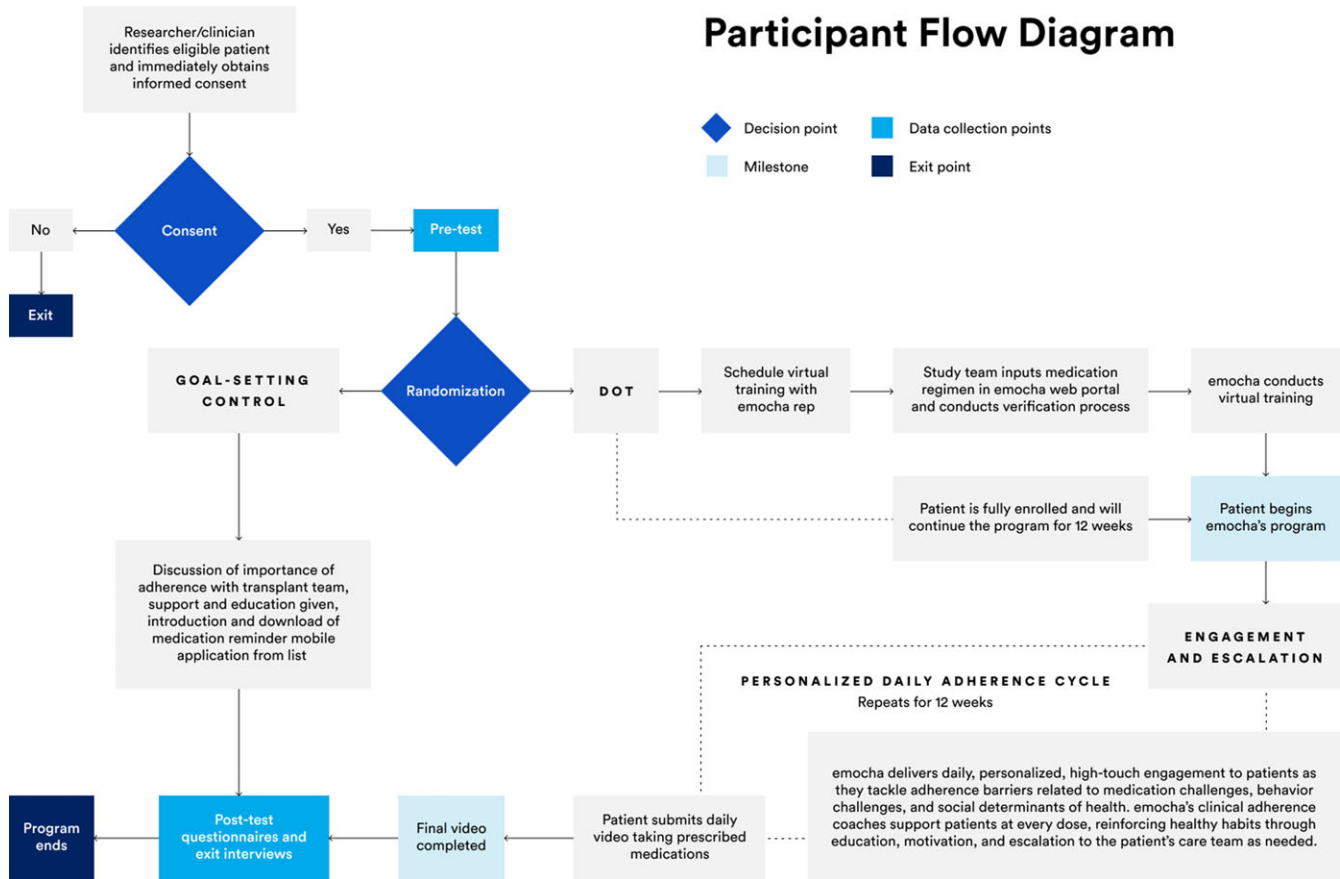 Participant Flow Diagram
Researcher/clinician
identifies eligible patient
and immediately obtains
informed consent
Decision point
Data collection points
Milestone
Exit point
No
Consent
Yes
Pre-test
Exit
GOAL-SETTING
CONTROL
Randomization
DOT
Schedule virtual
training with
emocha rep
Study team inputs medication
regimen in emocha web portal
and conducts verification process
emocha conducts
virtual training
Patient is fully enrolled and will
continue the program for 12 weeks
Patient begins
emocha’s program
Discussion of importance of
adherence with transplant team,
support and education given,
introduction and download of
medication reminder mobile
application from list
ENGAGEMENT
AND ESCALATION
PERSONALIZED DAILY ADHERENCE CYCLE
Repeats for 12 weeks
emocha delivers daily, personalized, high-touch engagement to patients as
they tackle adherence barriers related to medication challenges, behavior
challenges, and social determinants of health. emocha’s clinical adherence
coaches support patients at every dose, reinforcing healthy habits through
education, motivation, and escalation to the patient’s care team as needed.
Program
ends
Post-test
questionnaires and
exit interviews
Final video
completed
Patient submits daily
video taking prescribed
medications